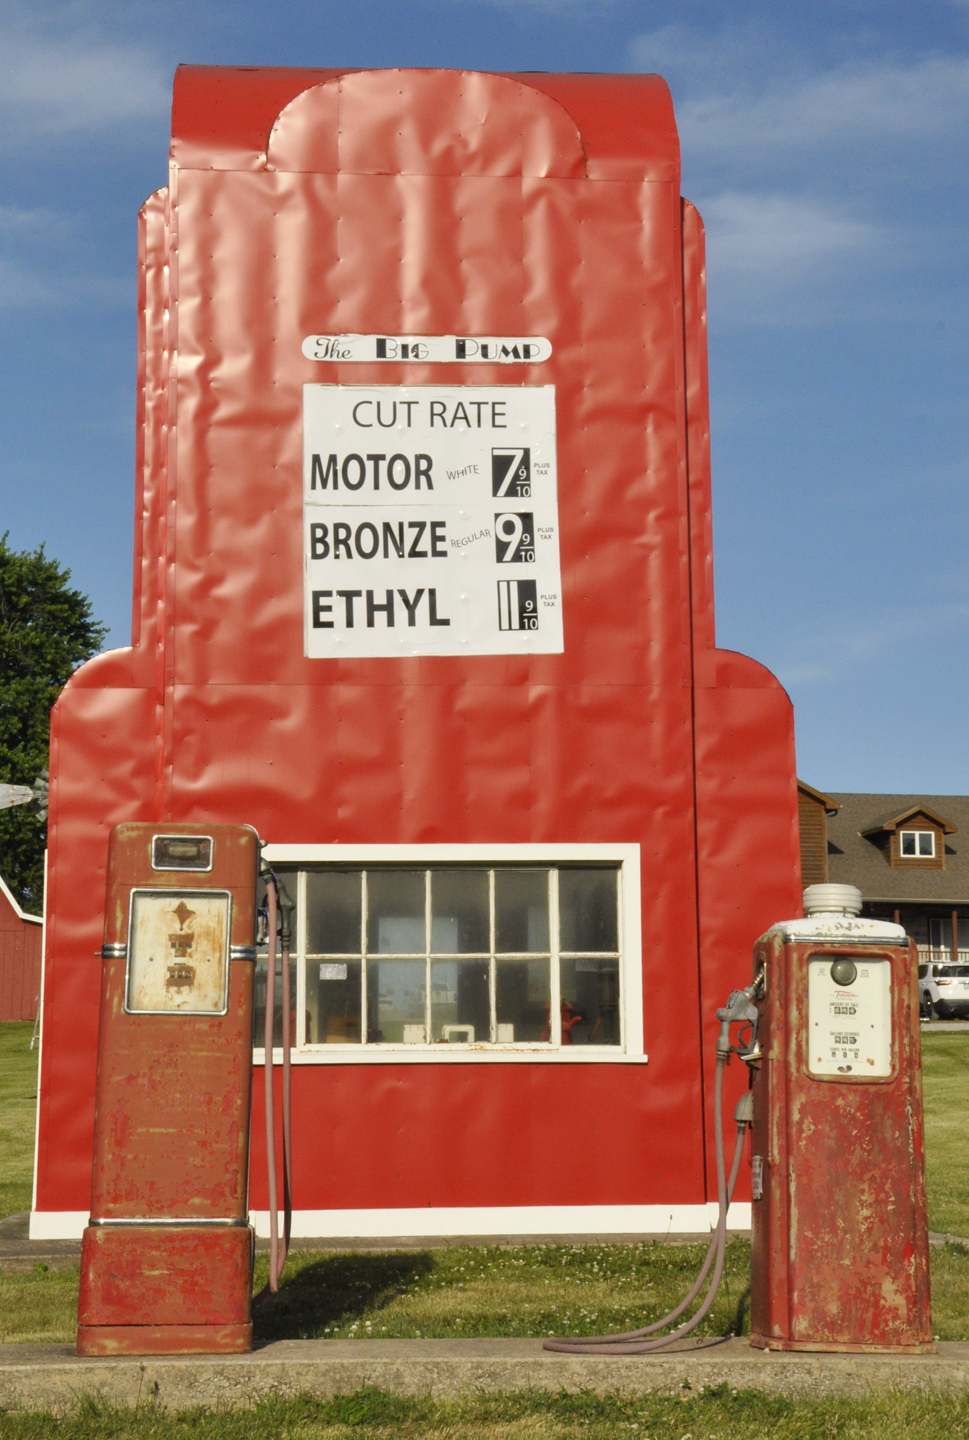 The BIG PUMP
CUT RATE
MOTOR WHITE 7 9/10 PLUS TAX
BRONZE REGULAR 9 9/10 PLUS TAX
ETHYL 11 9/10 PLUS TAX